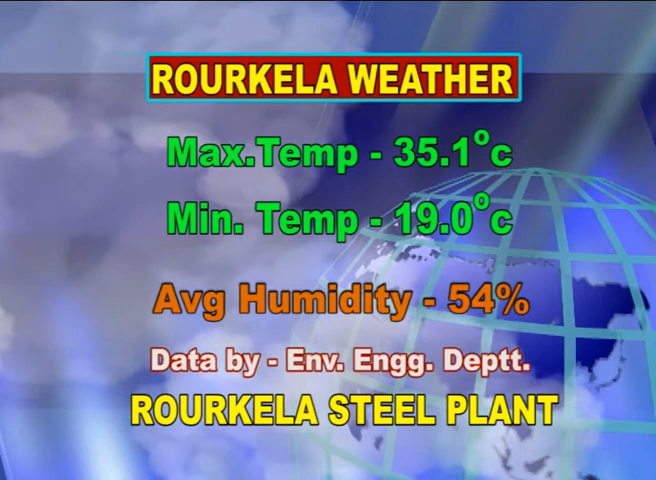 ROURKELA WEATHER
Max.Temp - 35.1°c
Min. Temp - 19.0°c
Avg Humidity - 54%
Data by - Env. Engg. Deptt.
ROURKELA STEEL PLANT